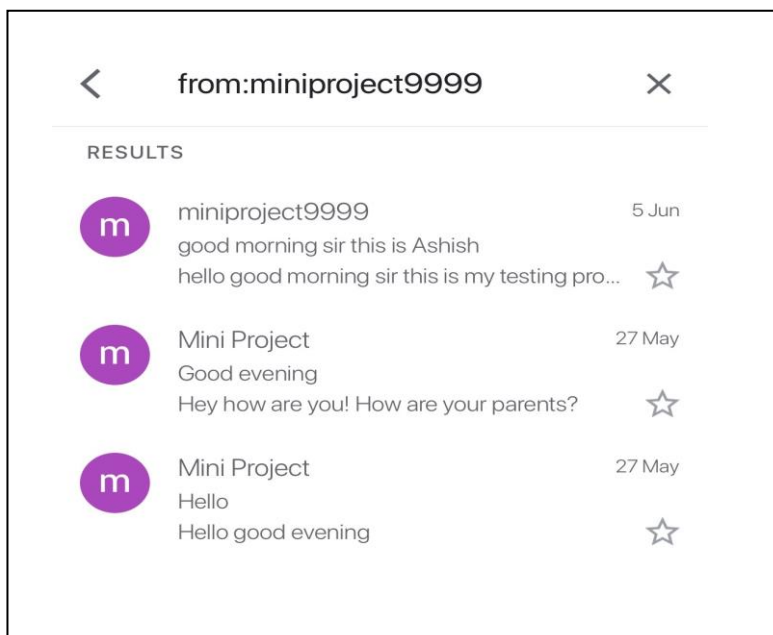 from:miniproject9999
RESULTS
m
miniproject9999
5 Jun
good morning sir this is Ashish
hello good morning sir this is my testing pro...
m
Mini Project
27 May
Good evening
Hey how are you! How are your parents?
m
Mini Project
27 May
Hello
Hello good evening